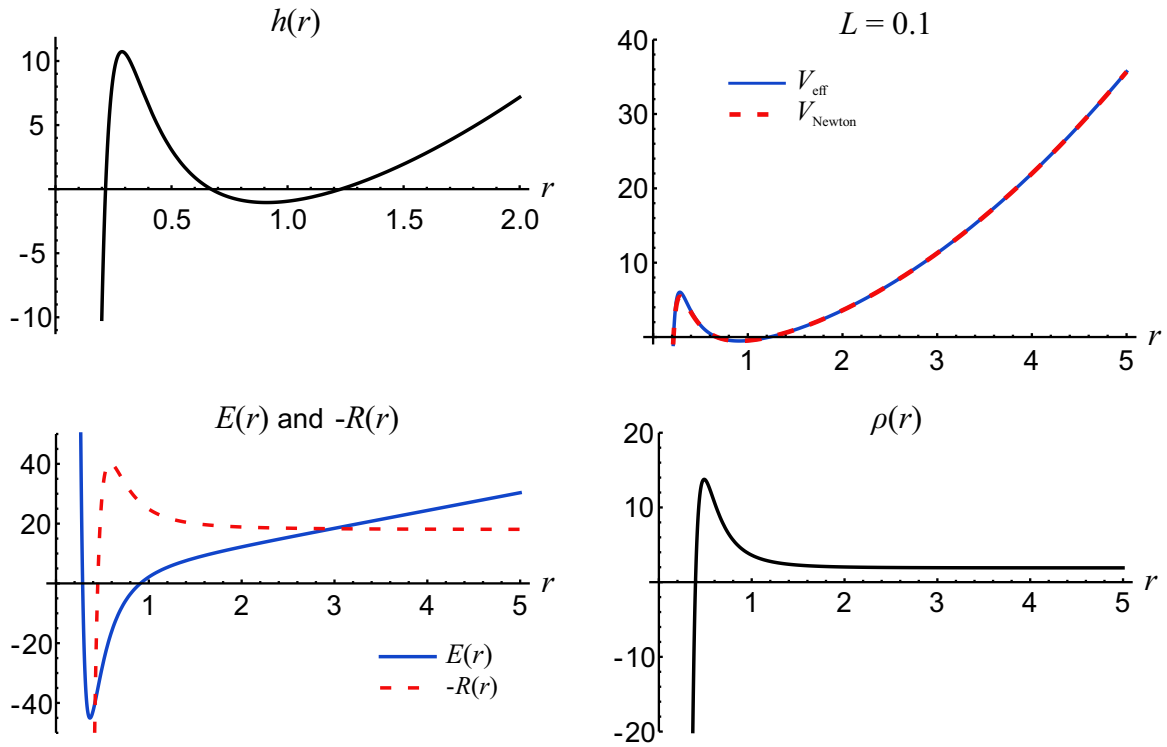 h(r)
10
5
-5
-10
0.5 1.0 1.5 2.0
r
L = 0.1
40
30
20
10
1 2 3 4 5
r
V_eff
V_Newton
E(r) and -R(r)
40
20
-20
-40
1 2 3 4 5
r
E(r)
-R(r)
ρ(r)
20
10
-10
-20
1 2 3 4 5
r